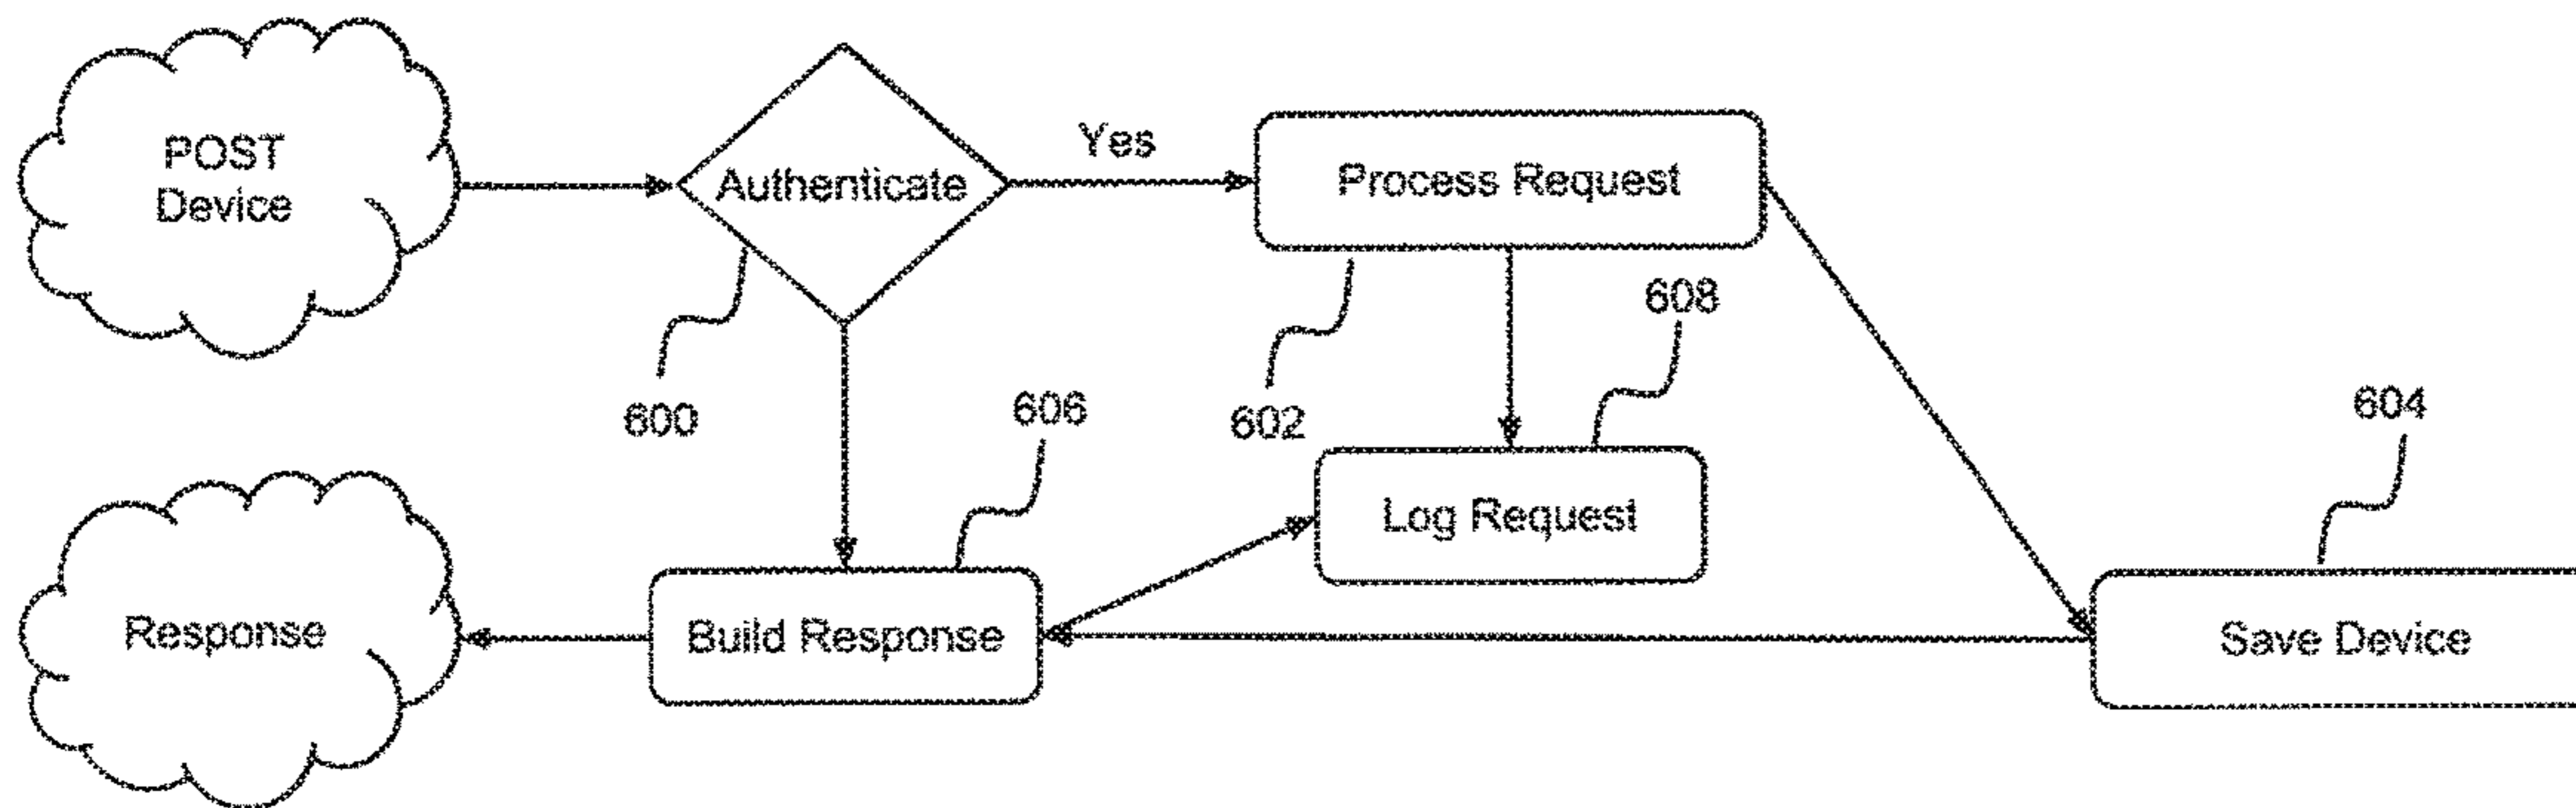 POST
Device
Authenticate
Yes
Process Request
600
606
602
608
604
Response
Build Response
Log Request
Save Device